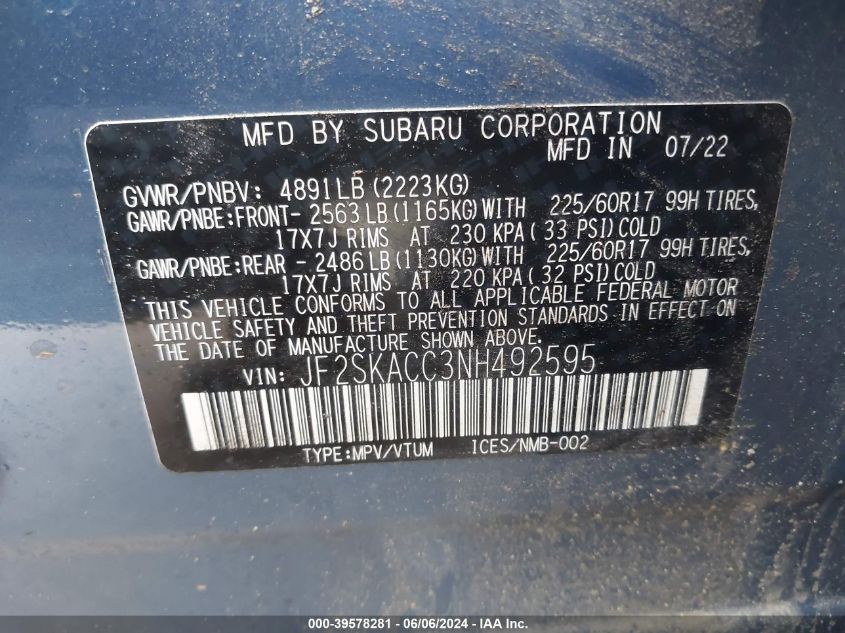 MFD BY SUBARU CORPORATION
MFD IN 07/22
GVWR/PNBV: 4891LB (2223KG)
GAWR/PNBE:FRONT- 2563 LB (1165KG) WITH 225/60R17 99H TIRES,
17X7J RIMS AT 230 KPA ( 33 PSI) COLD
GAWR/PNBE:REAR - 2486 LB (1130KG) WITH 225/60R17 99H TIRES,
17X7J RIMS AT 220 KPA ( 32 PSI) COLD
THIS VEHICLE CONFORMS TO ALL APPLICABLE FEDERAL MOTOR
VEHICLE SAFETY AND THEFT PREVENTION STANDARDS IN EFFECT ON
THE DATE OF MANUFACTURE SHOWN ABOVE.
VIN: JF2SKACC3NH492595
TYPE:MPV/VTUM ICES/NMB-002
000-39578281 - 06/06/2024 - IAA, Inc.